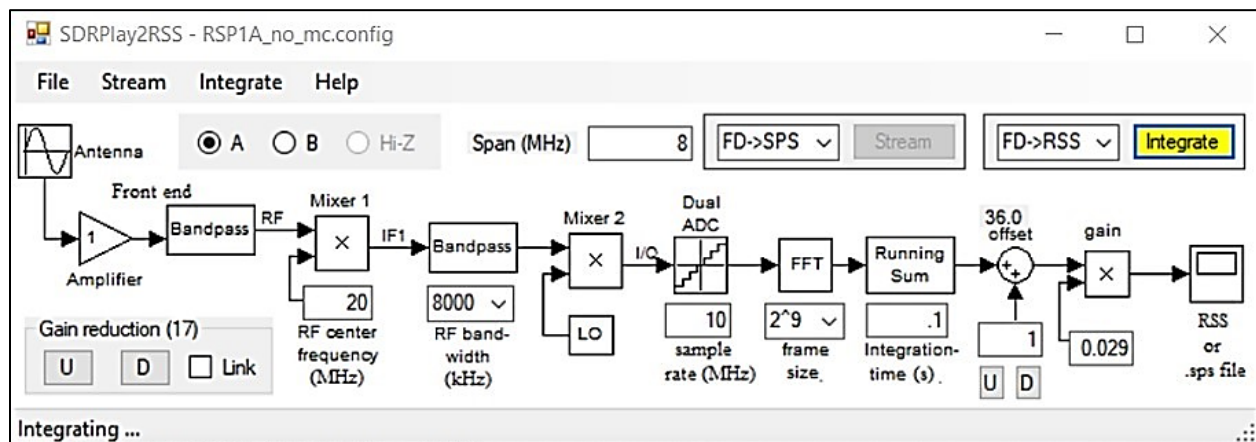 SDRPlay2RSS - RSP1A_no_mc.config
File Stream Integrate Help
Antenna
A B Hi-Z
Span (MHz) 8
FD->SPS Stream
FD->RSS Integrate
1
Amplifier
Front end
Bandpass
RF
Mixer 1
×
20
RF center
frequency
(MHz)
IF1
Bandpass
8000
RF band-
width
(kHz)
Mixer 2
×
LO
I/Q
Dual
ADC
10
sample
rate (MHz)
FFT
2^9
frame
size.
Running
Sum
.1
Integration-
time (s) .
36.0
offset
+
+
1
U D
gain
×
0.029
RSS
or
.sps file
Gain reduction (17)
U D Link
Integrating ...